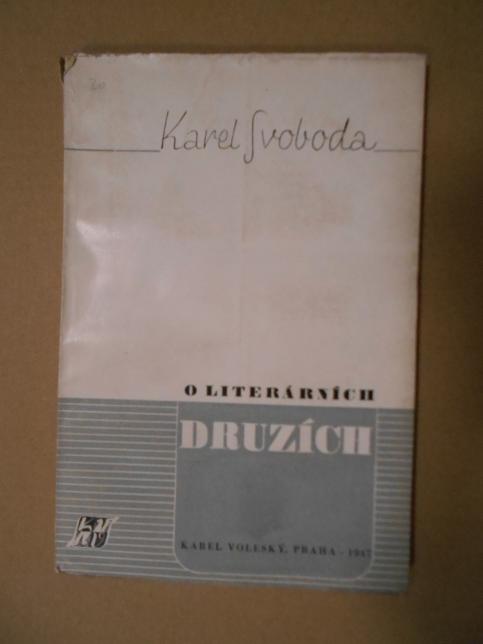 Karel Svoboda
O LITERÁRNÍCH
DRUZÍCH
KAREL VOLESKÝ, PRAHA - 1947